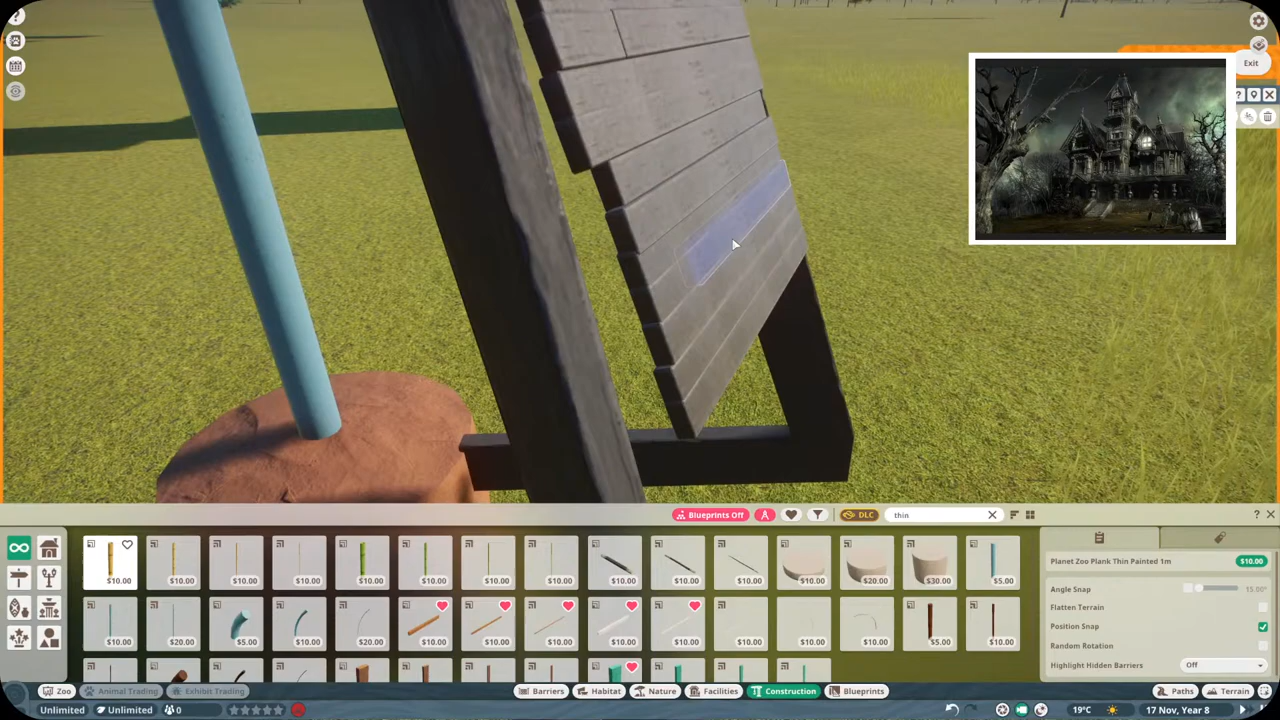 Exit
Blueprints Off
DLC
thin
$10.00 $10.00 $10.00 $10.00 $10.00 $10.00 $10.00 $10.00 $10.00 $10.00 $10.00 $10.00 $20.00 $30.00 $5.00
$10.00 $20.00 $5.00 $10.00 $20.00 $10.00 $10.00 $10.00 $10.00 $10.00 $10.00 $10.00 $10.00 $5.00 $10.00
Planet Zoo Plank Thin Painted 1m $10.00
Angle Snap 15.00°
Flatten Terrain
Position Snap
Random Rotation
Highlight Hidden Barriers Off
Zoo Animal Trading Exhibit Trading Barriers Habitat Nature Facilities Construction Blueprints Paths Terrain
Unlimited Unlimited 0 19°C 17 Nov, Year 8